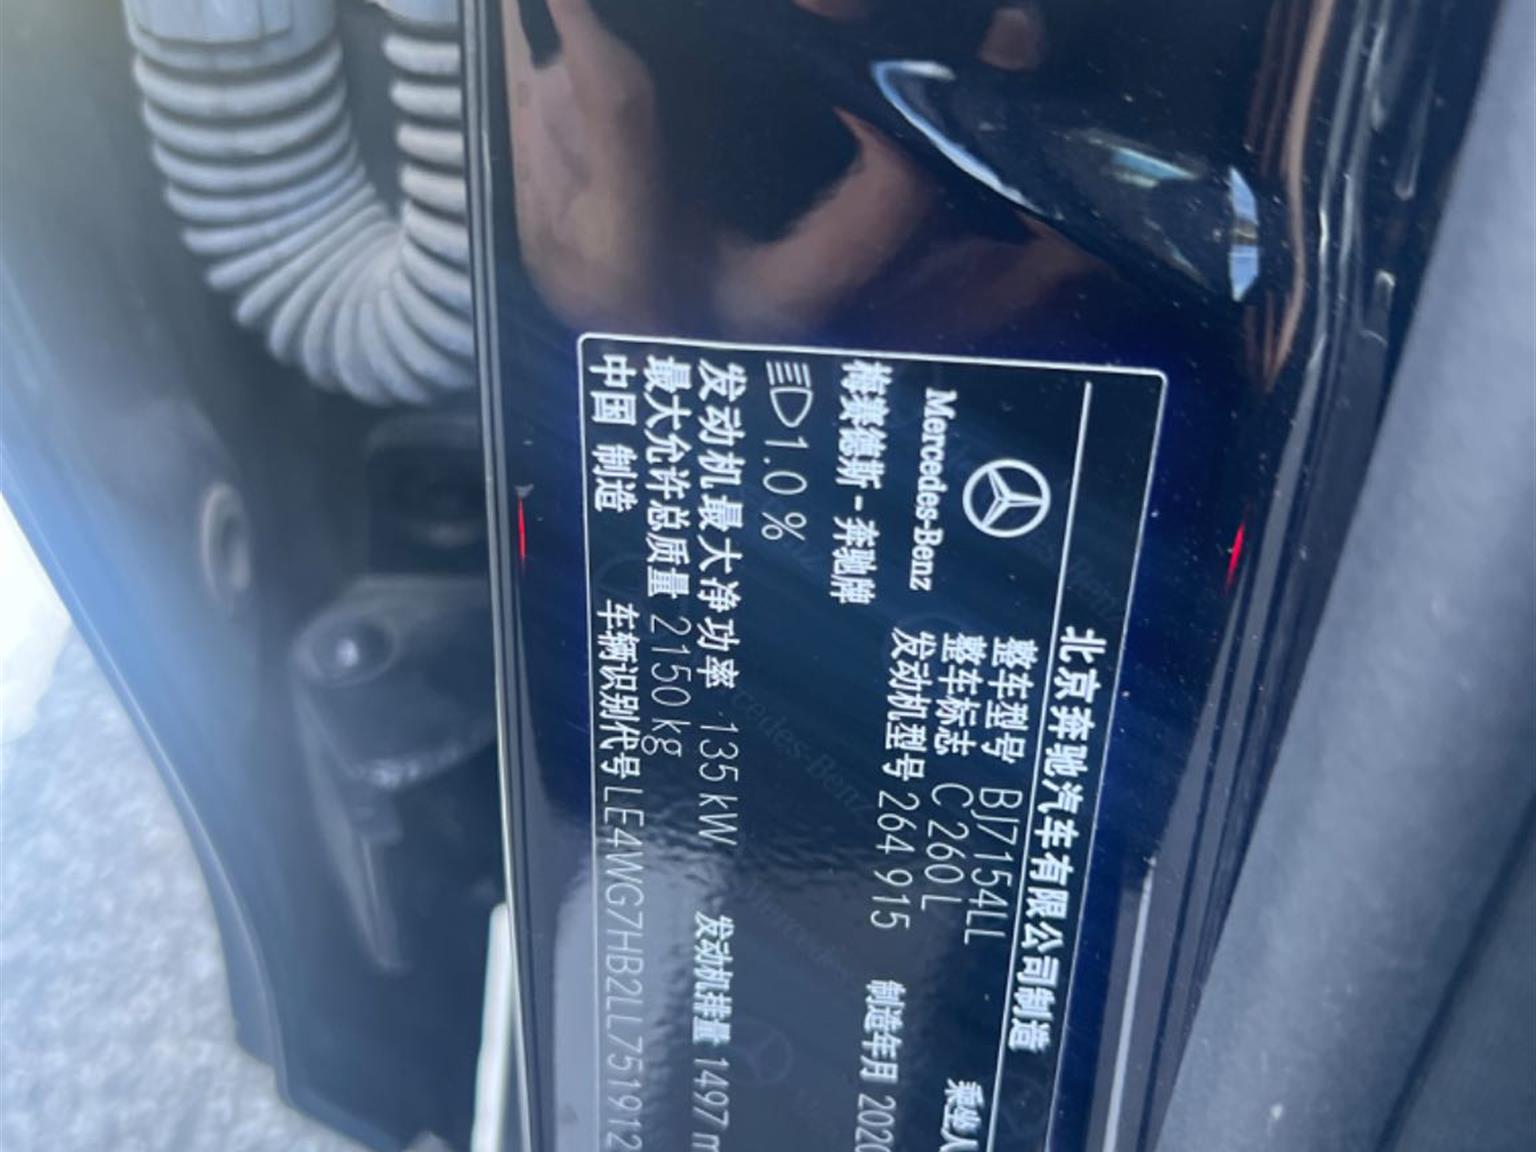 北京奔驰汽车有限公司制造
Mercedes-Benz
梅赛德斯-奔驰牌
整车型号 BJ7154LL
乘坐人
整车标志 C 260 L
发动机型号 264 915
制造年月 2020
1.0 %
发动机最大净功率 135 kW
发动机排量 1497 m
最大允许总质量 2150 kg
中国 制造
车辆识别代号 LE4WG7HB2LL751912